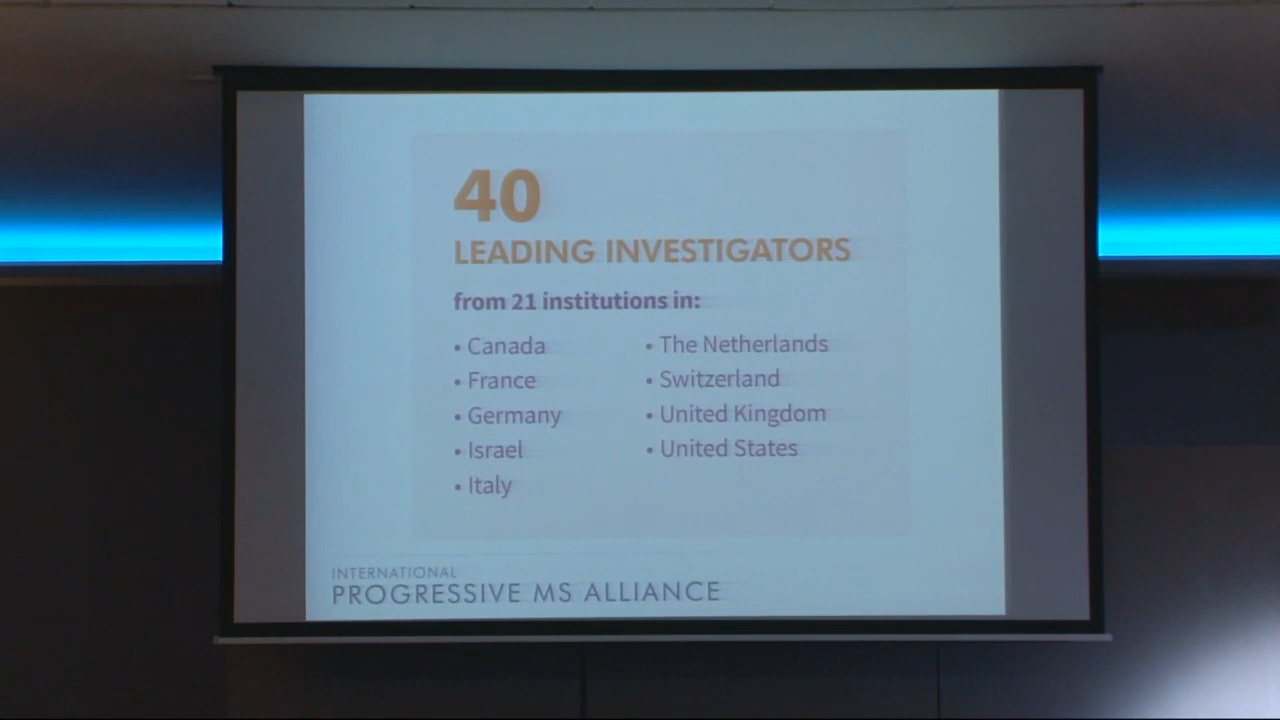 40
LEADING INVESTIGATORS
from 21 institutions in:
• Canada
• France
• Germany
• Israel
• Italy
• The Netherlands
• Switzerland
• United Kingdom
• United States
INTERNATIONAL
PROGRESSIVE MS ALLIANCE